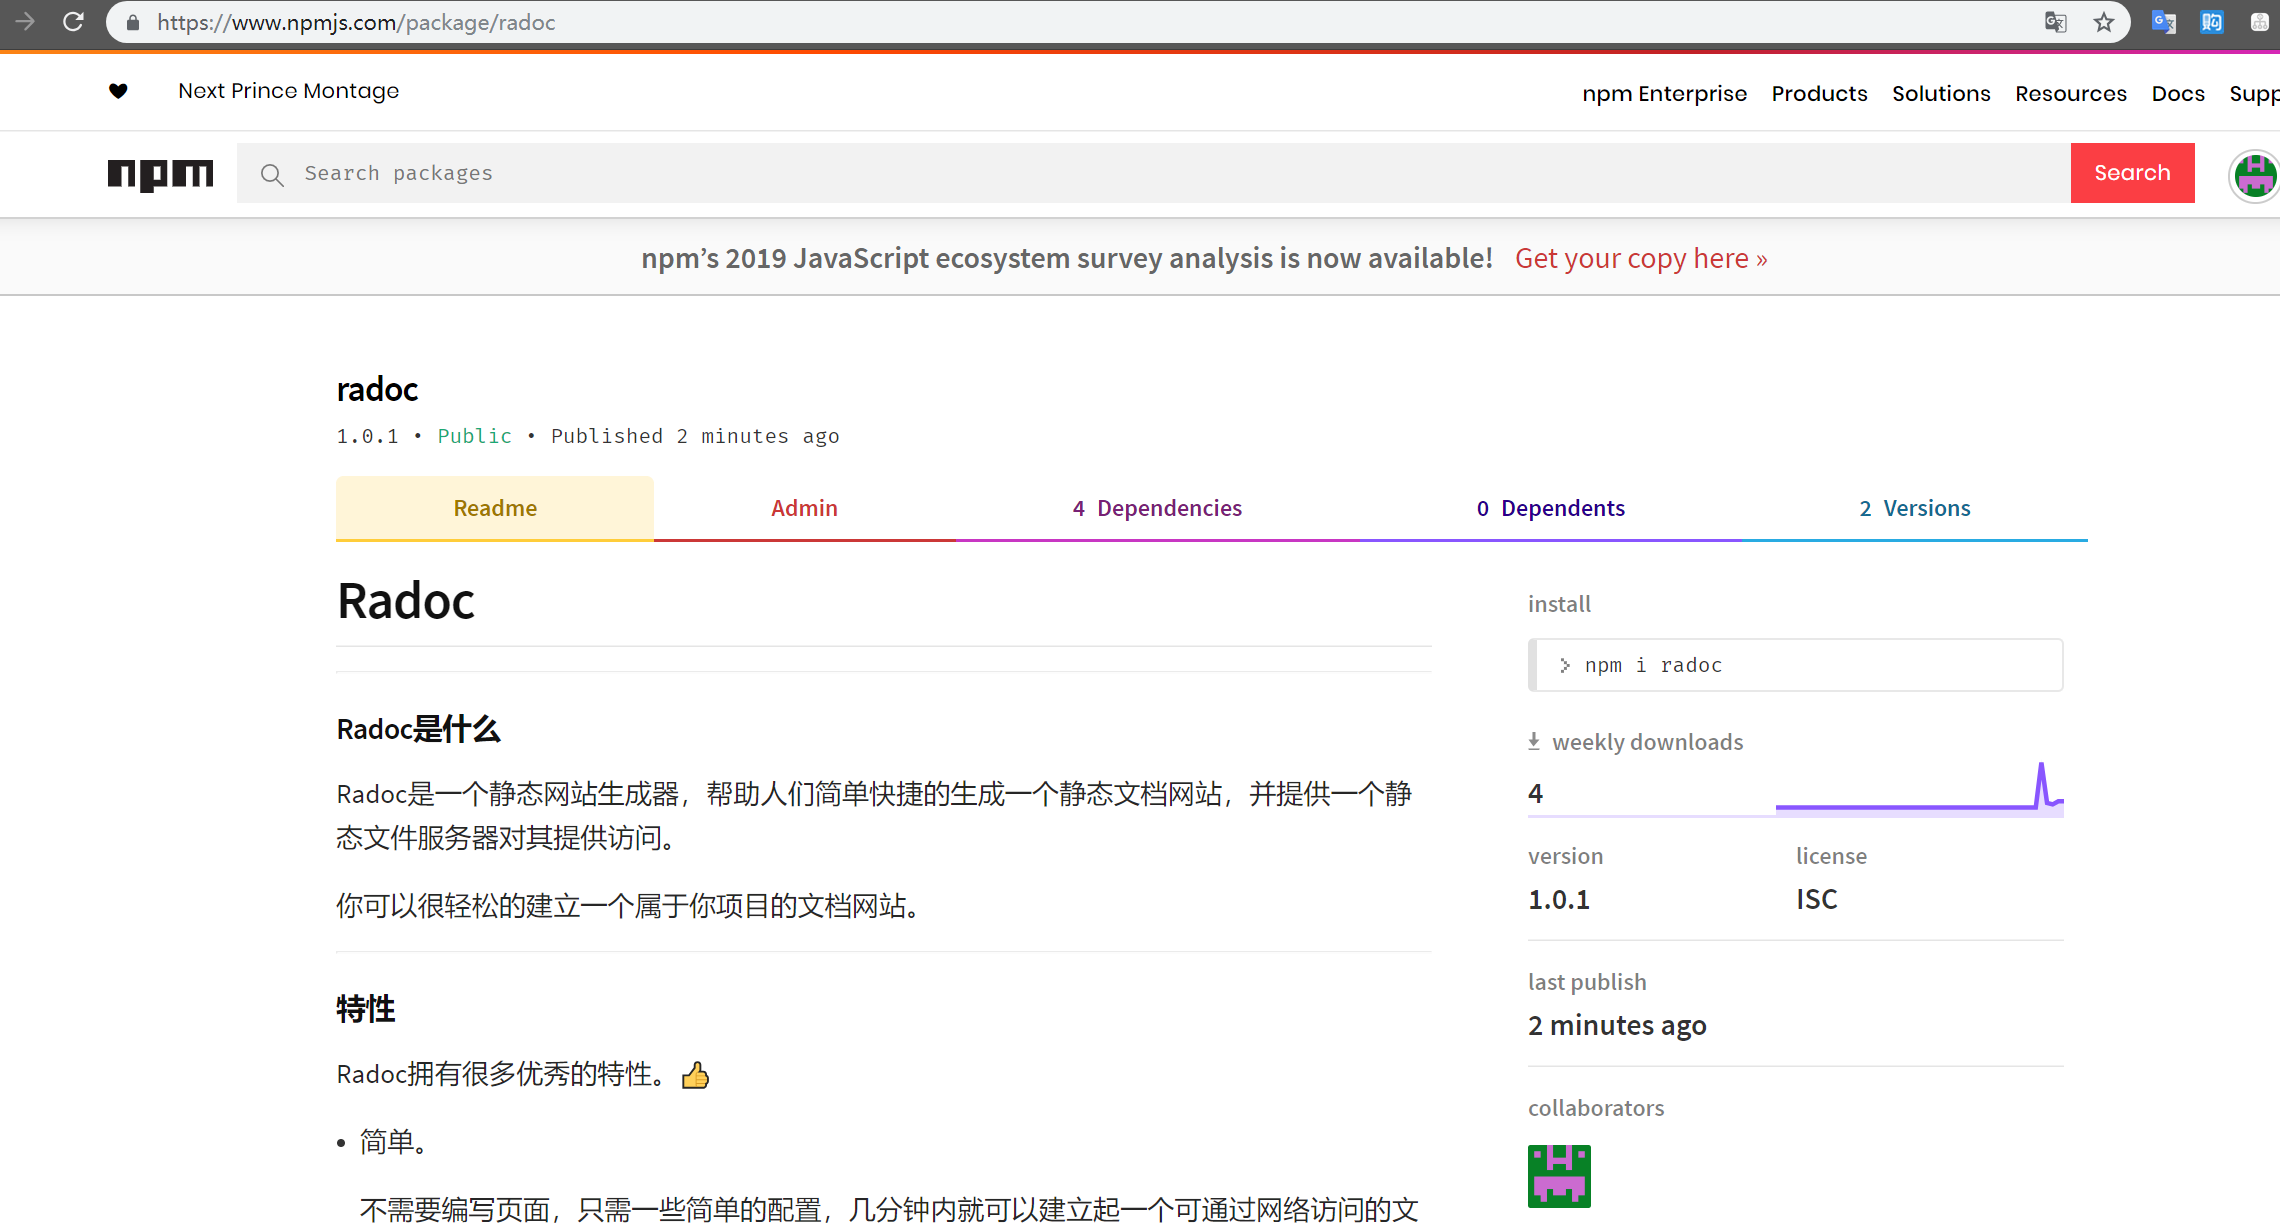 https://www.npmjs.com/package/radoc
Next Prince Montage
npm Enterprise Products Solutions Resources Docs Supp
npm
Search packages
Search
npm’s 2019 JavaScript ecosystem survey analysis is now available! Get your copy here »
radoc
1.0.1 • Public • Published 2 minutes ago
Readme
Admin
4 Dependencies
0 Dependents
2 Versions
Radoc
Radoc是什么
Radoc是一个静态网站生成器，帮助人们简单快捷的生成一个静态文档网站，并提供一个静
态文件服务器对其提供访问。
你可以很轻松的建立一个属于你项目的文档网站。
特性
Radoc拥有很多优秀的特性。👍
• 简单。
不需要编写页面，只需一些简单的配置，几分钟内就可以建立起一个可通过网络访问的文
install
> npm i radoc
weekly downloads
4
version
1.0.1
license
ISC
last publish
2 minutes ago
collaborators